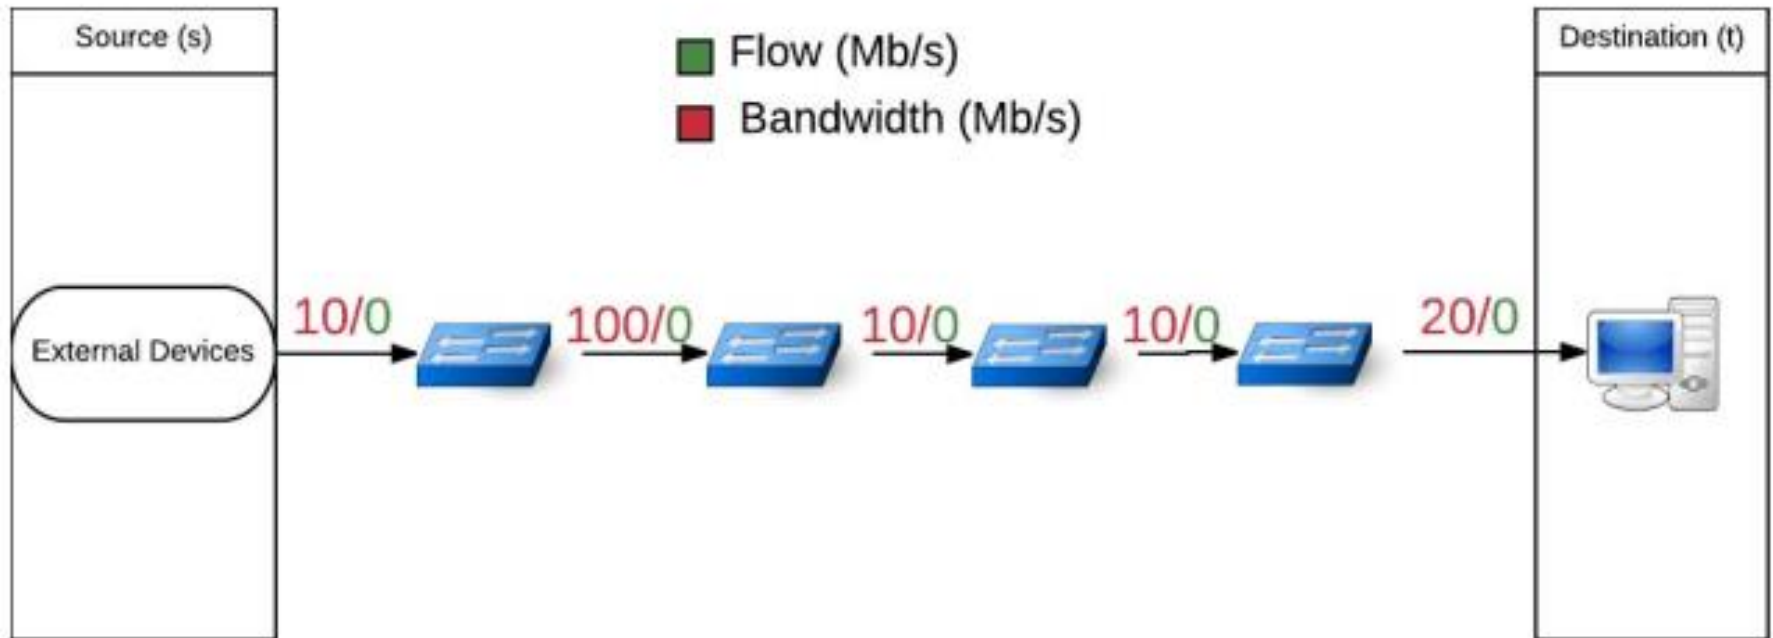 Source (s)
Flow (Mb/s)
Bandwidth (Mb/s)
Destination (t)
External Devices
10/0
100/0
10/0
10/0
20/0